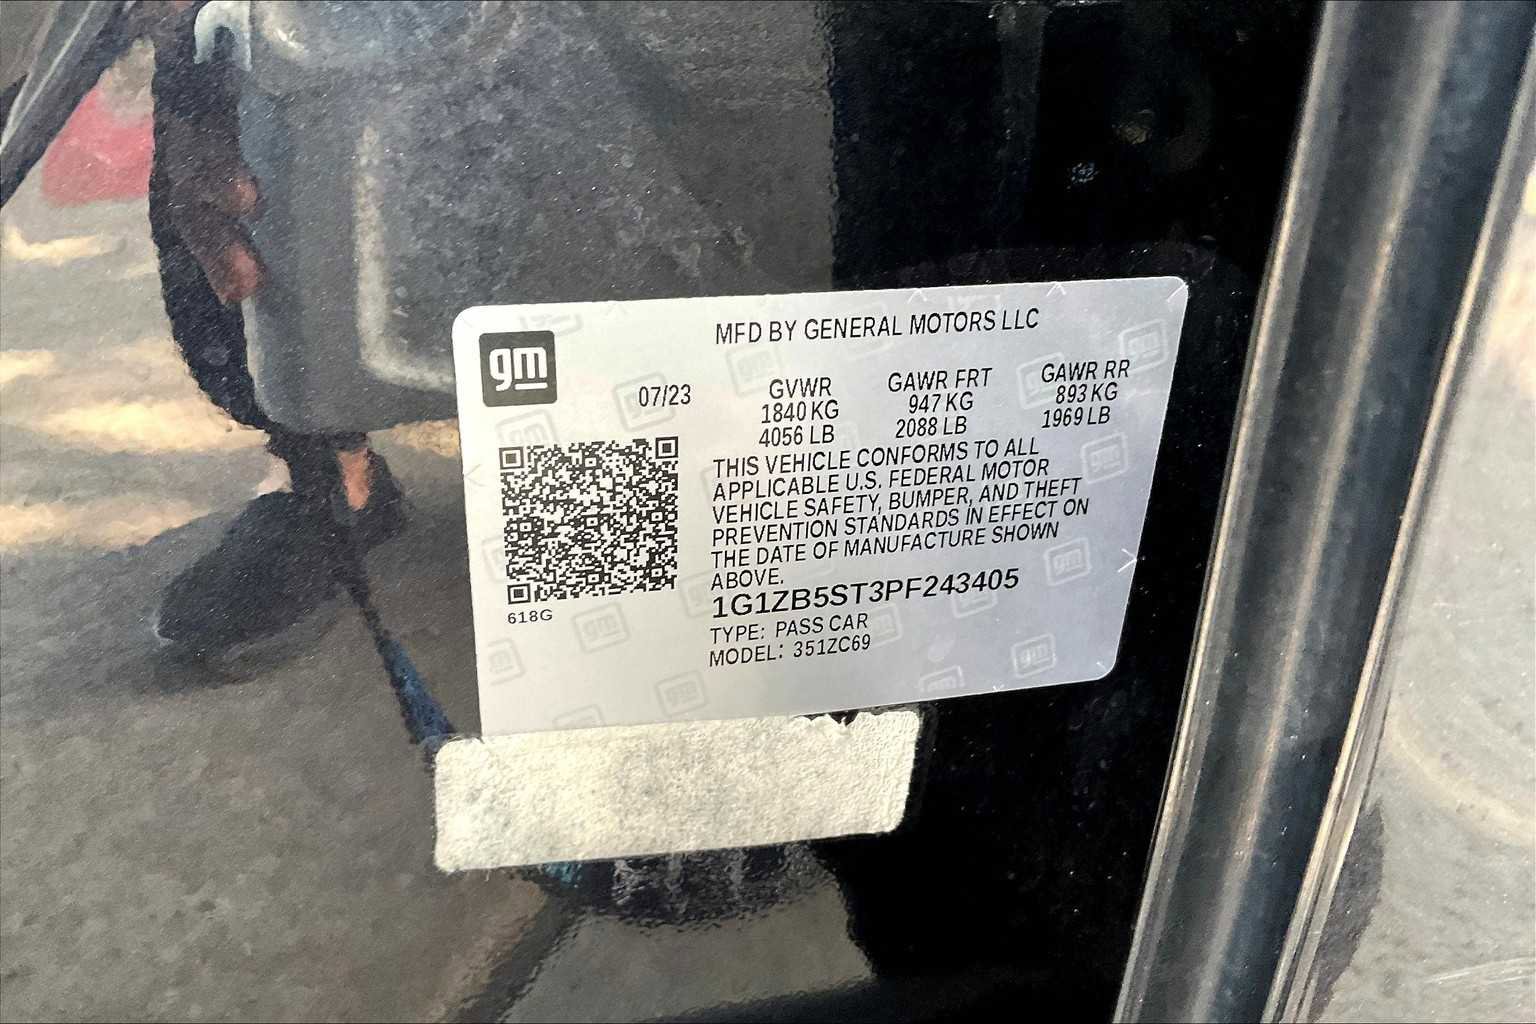 gm
MFD BY GENERAL MOTORS LLC
07/23
GVWR
1840 KG
4056 LB
GAWR FRT
947 KG
2088 LB
GAWR RR
893 KG
1969 LB
THIS VEHICLE CONFORMS TO ALL
APPLICABLE U.S. FEDERAL MOTOR
VEHICLE SAFETY, BUMPER, AND THEFT
PREVENTION STANDARDS IN EFFECT ON
THE DATE OF MANUFACTURE SHOWN
ABOVE.
1G1ZB5ST3PF243405
618G
TYPE: PASS CAR
MODEL: 351ZC69